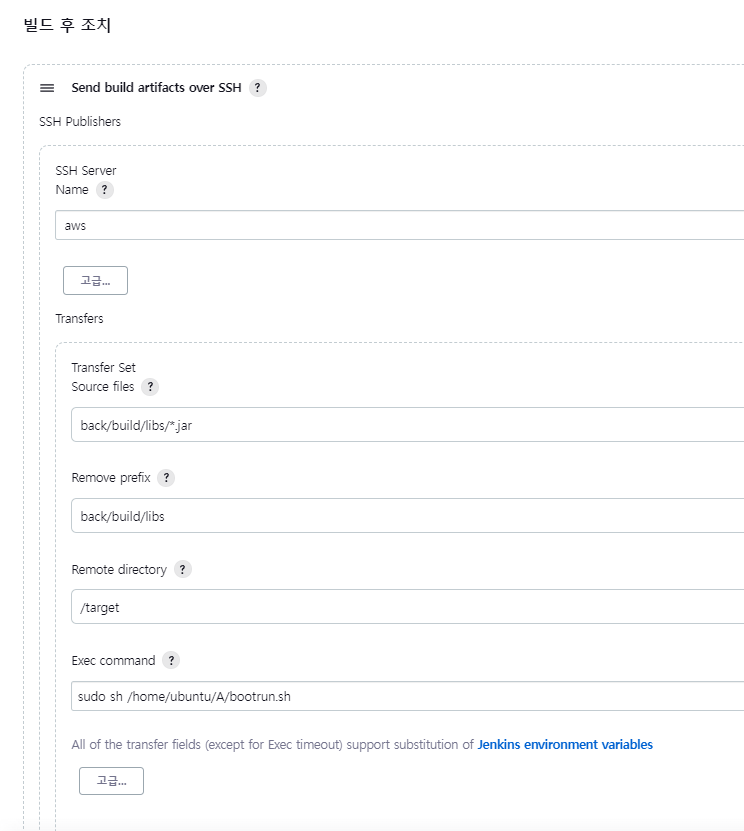 빌드 후 조치
Send build artifacts over SSH ?
SSH Publishers
SSH Server
Name ?
aws
고급...
Transfers
Transfer Set
Source files ?
back/build/libs/*.jar
Remove prefix ?
back/build/libs
Remote directory ?
/target
Exec command ?
sudo sh /home/ubuntu/A/bootrun.sh
All of the transfer fields (except for Exec timeout) support substitution of Jenkins environment variables
고급...